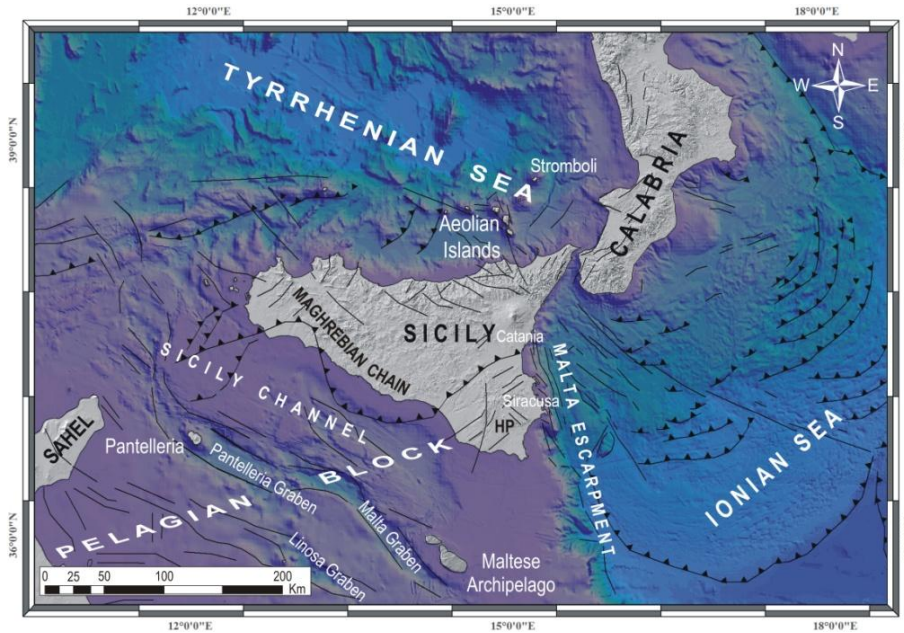 12°0'0"E
15°0'0"E
18°0'0"E
39°0'0"N
36°0'0"N
N
W
E
S
TYRRHENIAN SEA
Stromboli
Aeolian
Islands
CALABRIA
MAGHREBIAN CHAIN
SICILY
Catania
SICILY CHANNEL
Siracusa
HP
MALTA ESCARPMENT
IONIAN SEA
SAHEL
Pantelleria
Pantelleria Graben
PELAGIAN BLOCK
Malta Graben
Linosa Graben
Maltese
Archipelago
0 25 50 100 200
Km
12°0'0"E
15°0'0"E
18°0'0"E